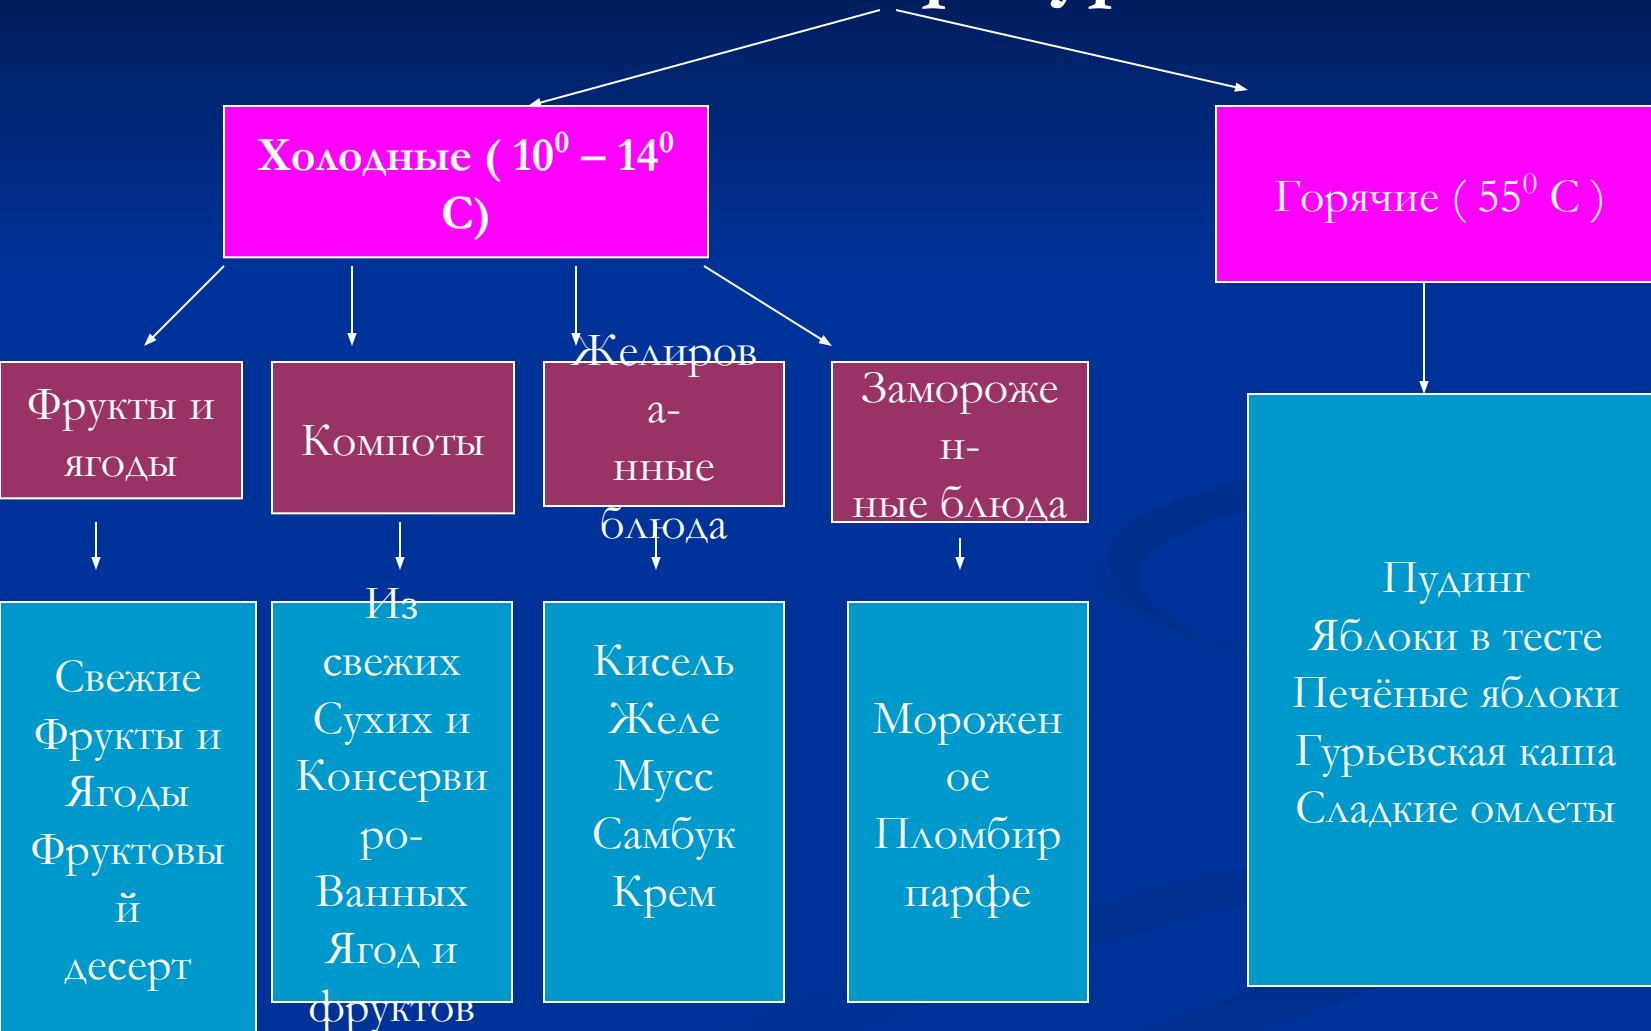 Холодные ( 10⁰ – 14⁰
С)
Горячие ( 55⁰ С )
Фрукты и
ягоды
Компоты
Желиров
а-
нные
блюда
Замороже
н-
ные блюда
Свежие
Фрукты и
Ягоды
Фруктовы
й
десерт
Из
свежих
Сухих и
Консерви
ро-
Ванных
Ягод и
фруктов
Кисель
Желе
Мусс
Самбук
Крем
Морожен
ое
Пломбир
парфе
Пудинг
Яблоки в тесте
Печёные яблоки
Гурьевская каша
Сладкие омлеты